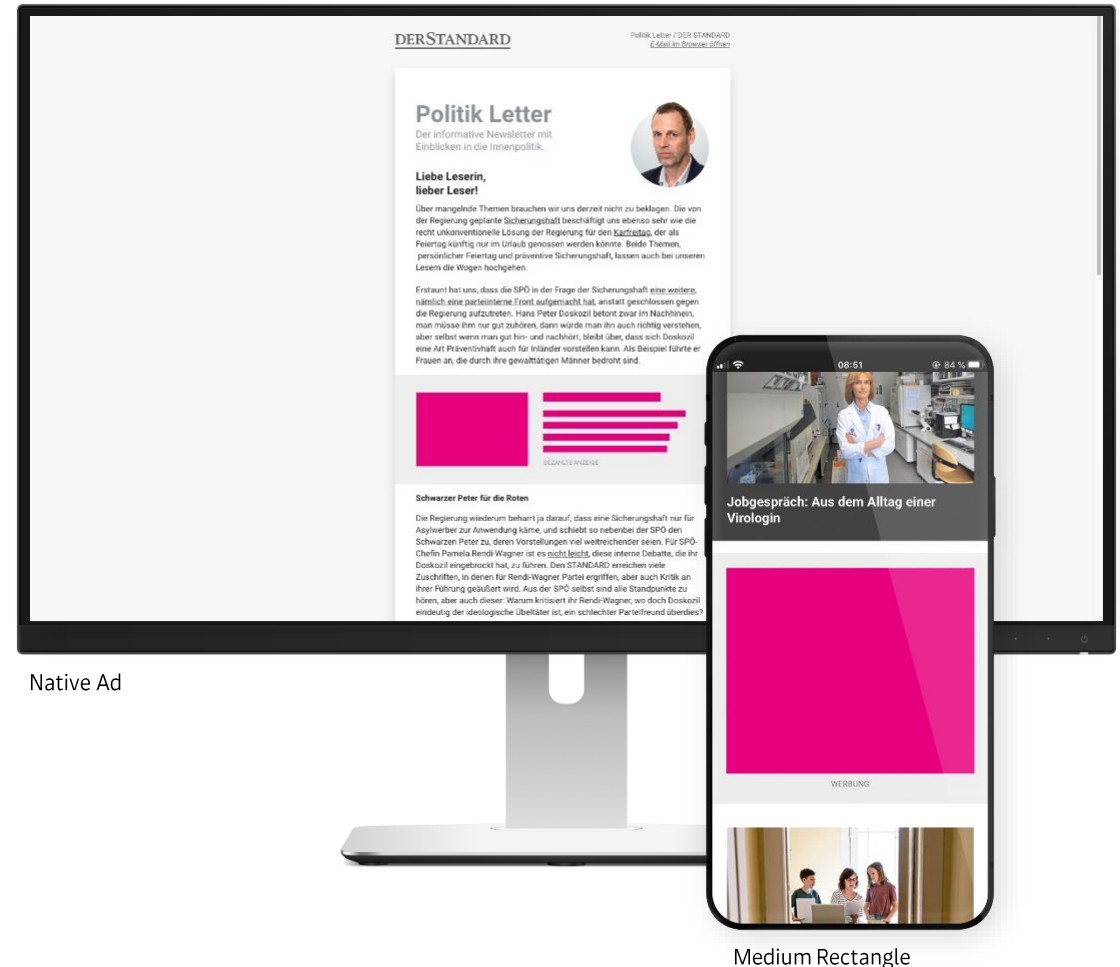 DERSTANDARD
Politik Letter / DER STANDARD
E-Mail im Browser öffnen
Politik Letter
Der informative Newsletter mit
Einblicken in die Innenpolitik.
Liebe Leserin,
lieber Leser!
Über mangelnde Themen brauchen wir uns derzeit nicht zu beklagen. Die von
der Regierung geplante Sicherungshaft beschäftigt uns ebenso sehr wie die
recht unkonventionelle Lösung der Regierung für den Karfreitag, der als
Feiertag künftig nur im Urlaub genossen werden könnte. Beide Themen,
persönlicher Feiertag und präventive Sicherungshaft, lassen auch bei unseren
Lesern die Wogen hochgehen.
Erstaunt hat uns, dass die SPÖ in der Frage der Sicherungshaft eine weitere,
nämlich eine parteiinterne Front aufgemacht hat, anstatt geschlossen gegen
die Regierung aufzutreten. Hans Peter Doskozil betont zwar im Nachhinein,
man müsse ihm nur gut zuhören, dann würde man ihn auch richtig verstehen,
aber selbst wenn man gut hin- und nachhört, bleibt über, dass sich Doskozil
eine Art Präventivhaft auch für Inländer vorstellen kann. Als Beispiel führte er
Frauen an, die durch ihre gewalttätigen Männer bedroht sind.
BEZAHLTE ANZEIGE
Schwarzer Peter für die Roten
Die Regierung wiederum beharrt ja darauf, dass eine Sicherungshaft nur für
Asylwerber zur Anwendung käme, und schiebt so nebenbei der SPÖ den
Schwarzen Peter zu, deren Vorstellungen viel weitreichender seien. Für SPÖ-
Chefin Pamela Rendi-Wagner ist es nicht leicht, diese interne Debatte, die ihr
Doskozil eingebrockt hat, zu führen. Den STANDARD erreichen viele
Zuschriften, in denen für Rendi-Wagner Partei ergriffen, aber auch Kritik an
ihrer Führung geäußert wird. Aus der SPÖ selbst sind alle Standpunkte zu
hören, aber auch dieser: Warum kritisiert ihr Rendi-Wagner, wo doch Doskozil
eindeutig der ideologische Übeltäter ist, ein schlechter Parteifreund überdies?
08:51
84 %
Jobgespräch: Aus dem Alltag einer
Virologin
WERBUNG
Native Ad
Medium Rectangle